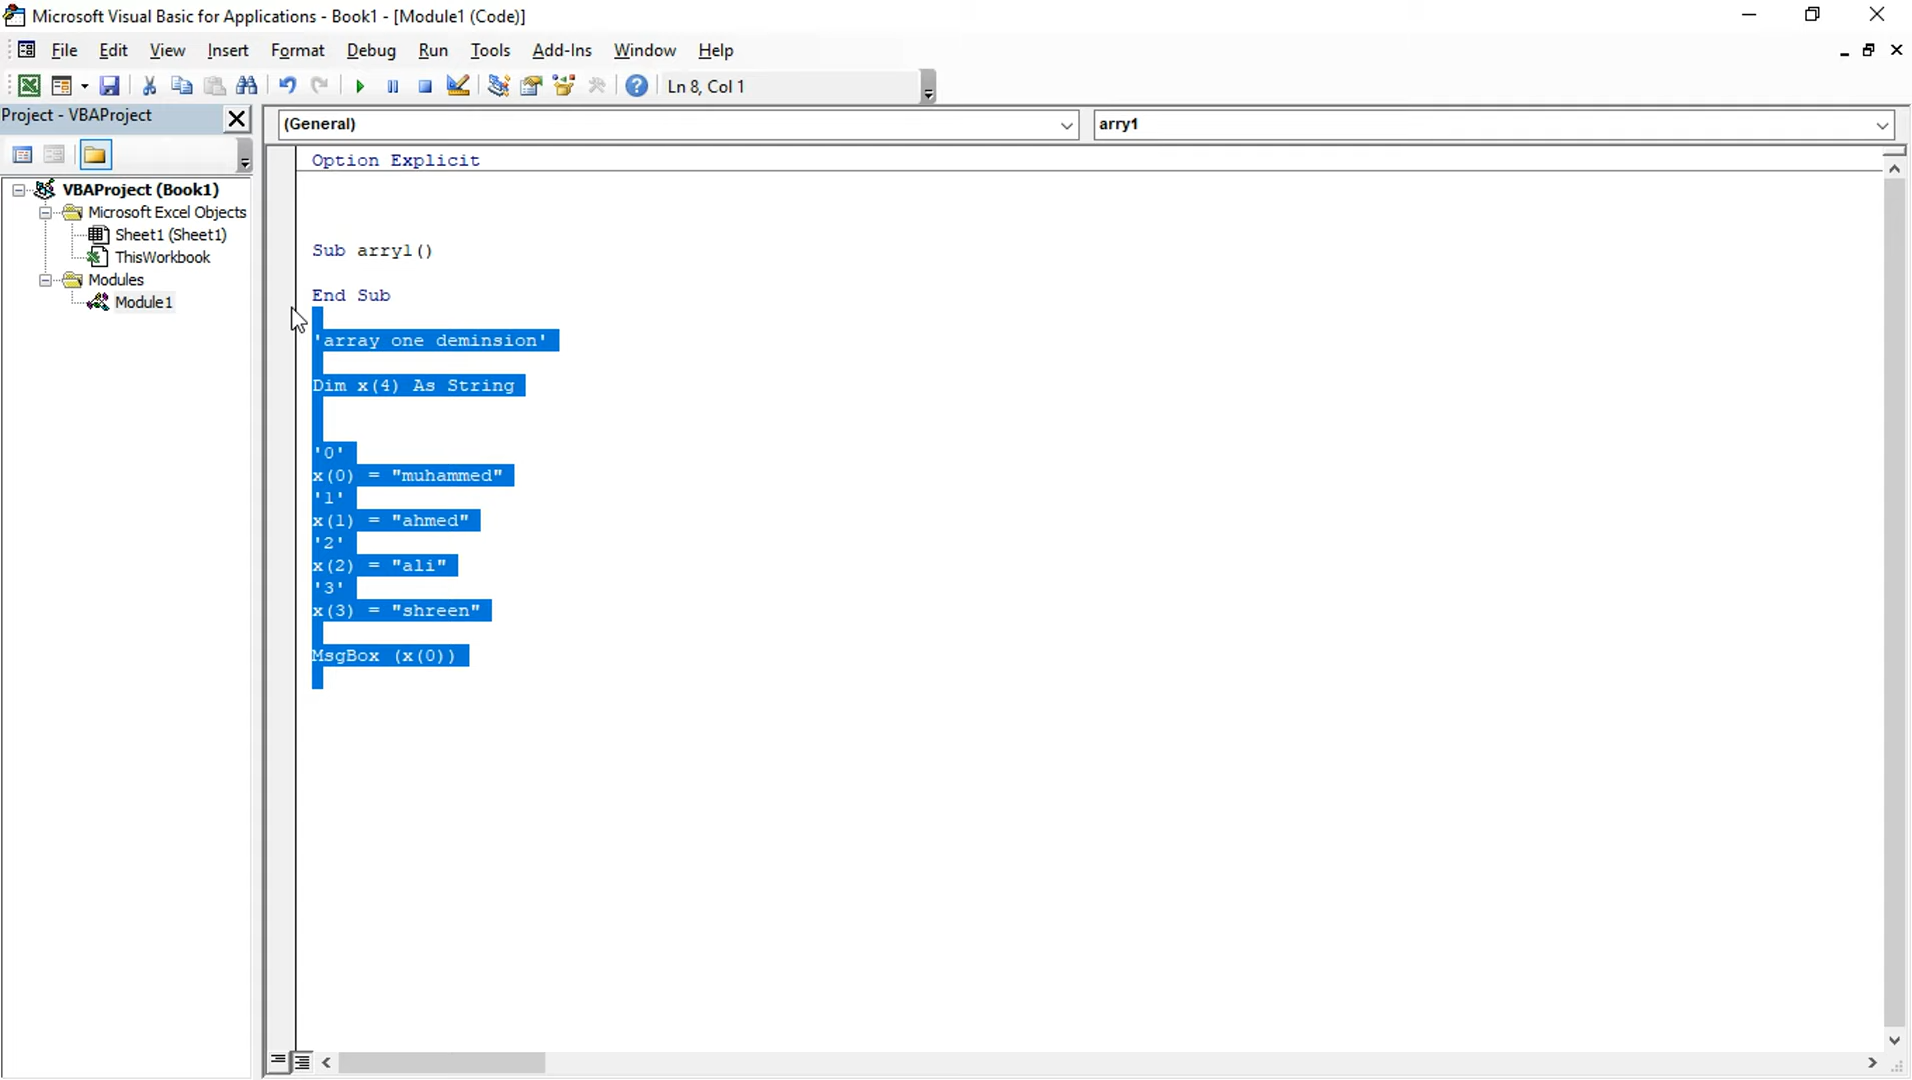 Microsoft Visual Basic for Applications - Book1 - [Module1 (Code)]
File Edit View Insert Format Debug Run Tools Add-Ins Window Help
Ln 8, Col 1
Project - VBAProject
(General)
arry1
VBAProject (Book1)
Microsoft Excel Objects
Sheet1 (Sheet1)
ThisWorkbook
Modules
Module1
Option Explicit
Sub arry1()
End Sub
'array one deminsion'
Dim x(4) As String
'0'
x(0) = "muhammed"
'1'
x(1) = "ahmed"
'2'
x(2) = "ali"
'3'
x(3) = "shreen"
MsgBox (x(0))